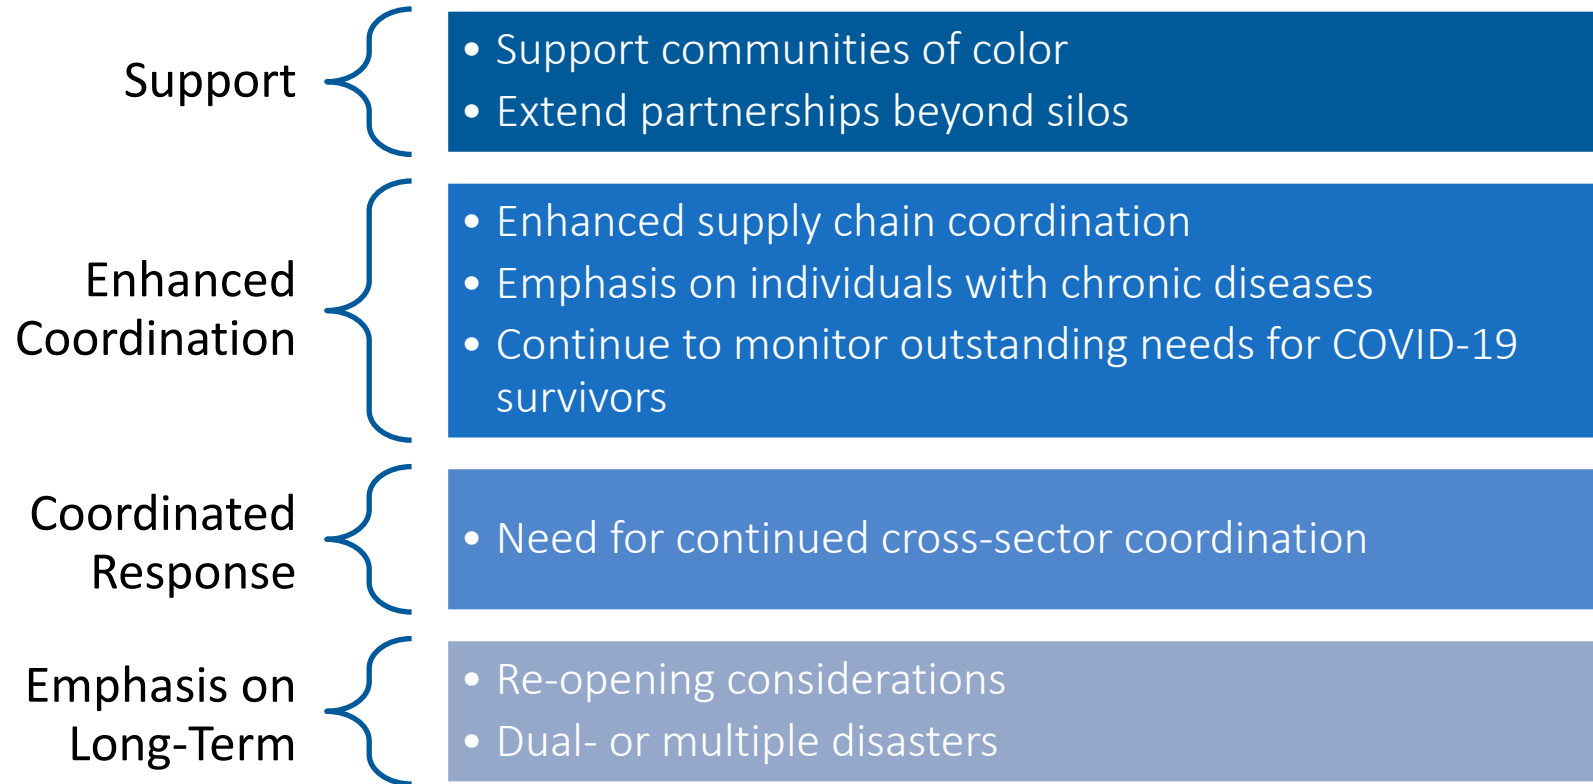 Support
• Support communities of color
• Extend partnerships beyond silos
Enhanced
Coordination
• Enhanced supply chain coordination
• Emphasis on individuals with chronic diseases
• Continue to monitor outstanding needs for COVID-19
survivors
Coordinated
Response
• Need for continued cross-sector coordination
Emphasis on
Long-Term
• Re-opening considerations
• Dual- or multiple disasters